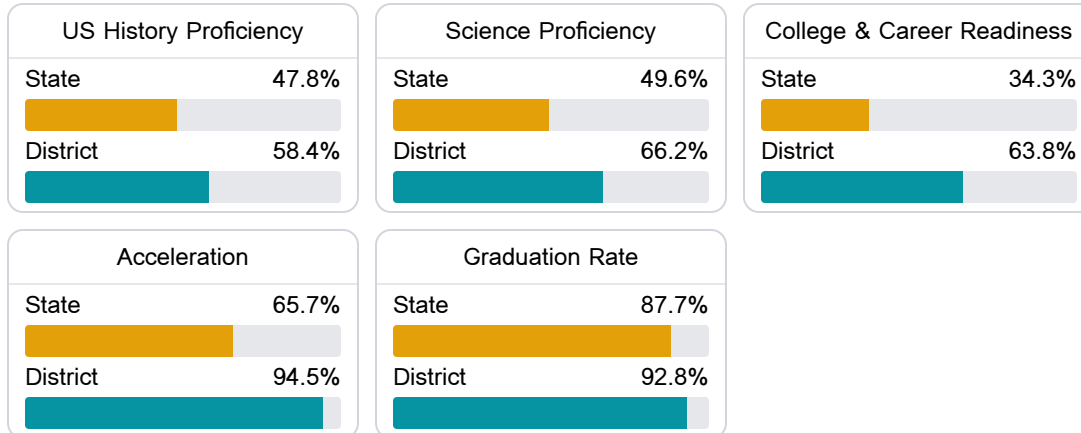 US History Proficiency
State 47.8%
District 58.4%
Science Proficiency
State 49.6%
District 66.2%
College & Career Readiness
State 34.3%
District 63.8%
Acceleration
State 65.7%
District 94.5%
Graduation Rate
State 87.7%
District 92.8%